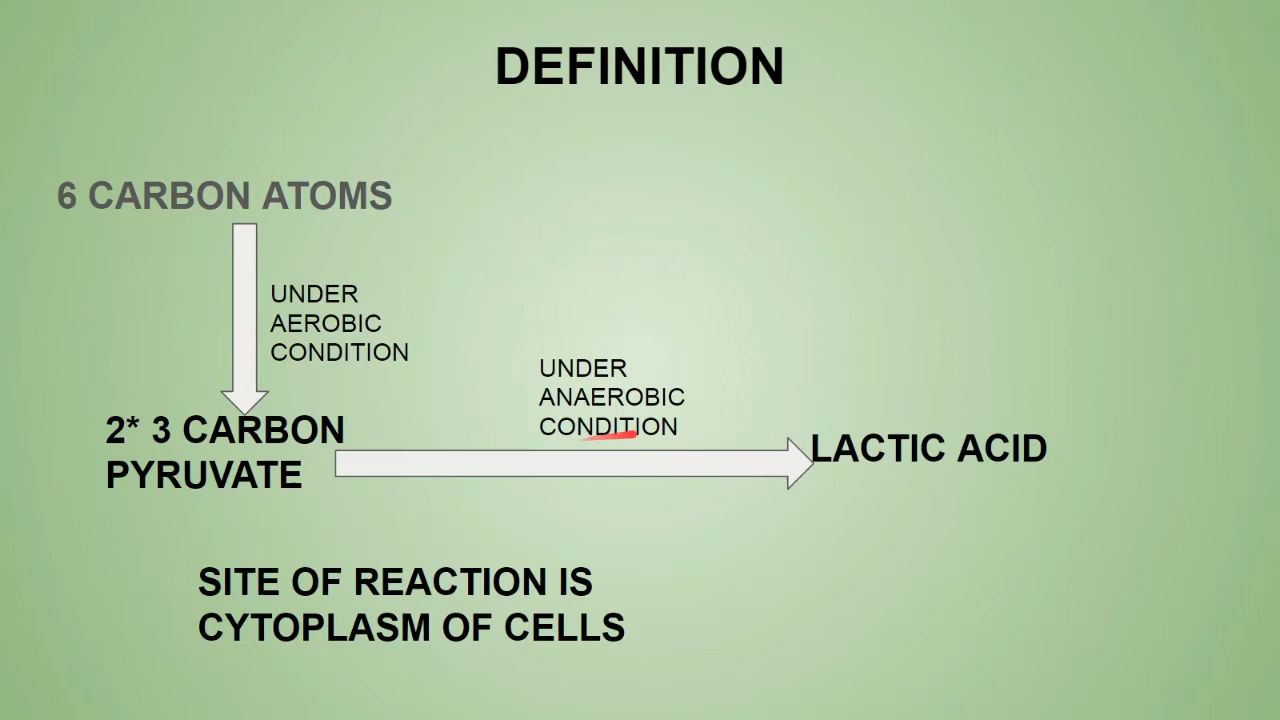 DEFINITION
6 CARBON ATOMS
UNDER
AEROBIC
CONDITION
UNDER
ANAEROBIC
CONDITION
2* 3 CARBON
PYRUVATE
LACTIC ACID
SITE OF REACTION IS
CYTOPLASM OF CELLS